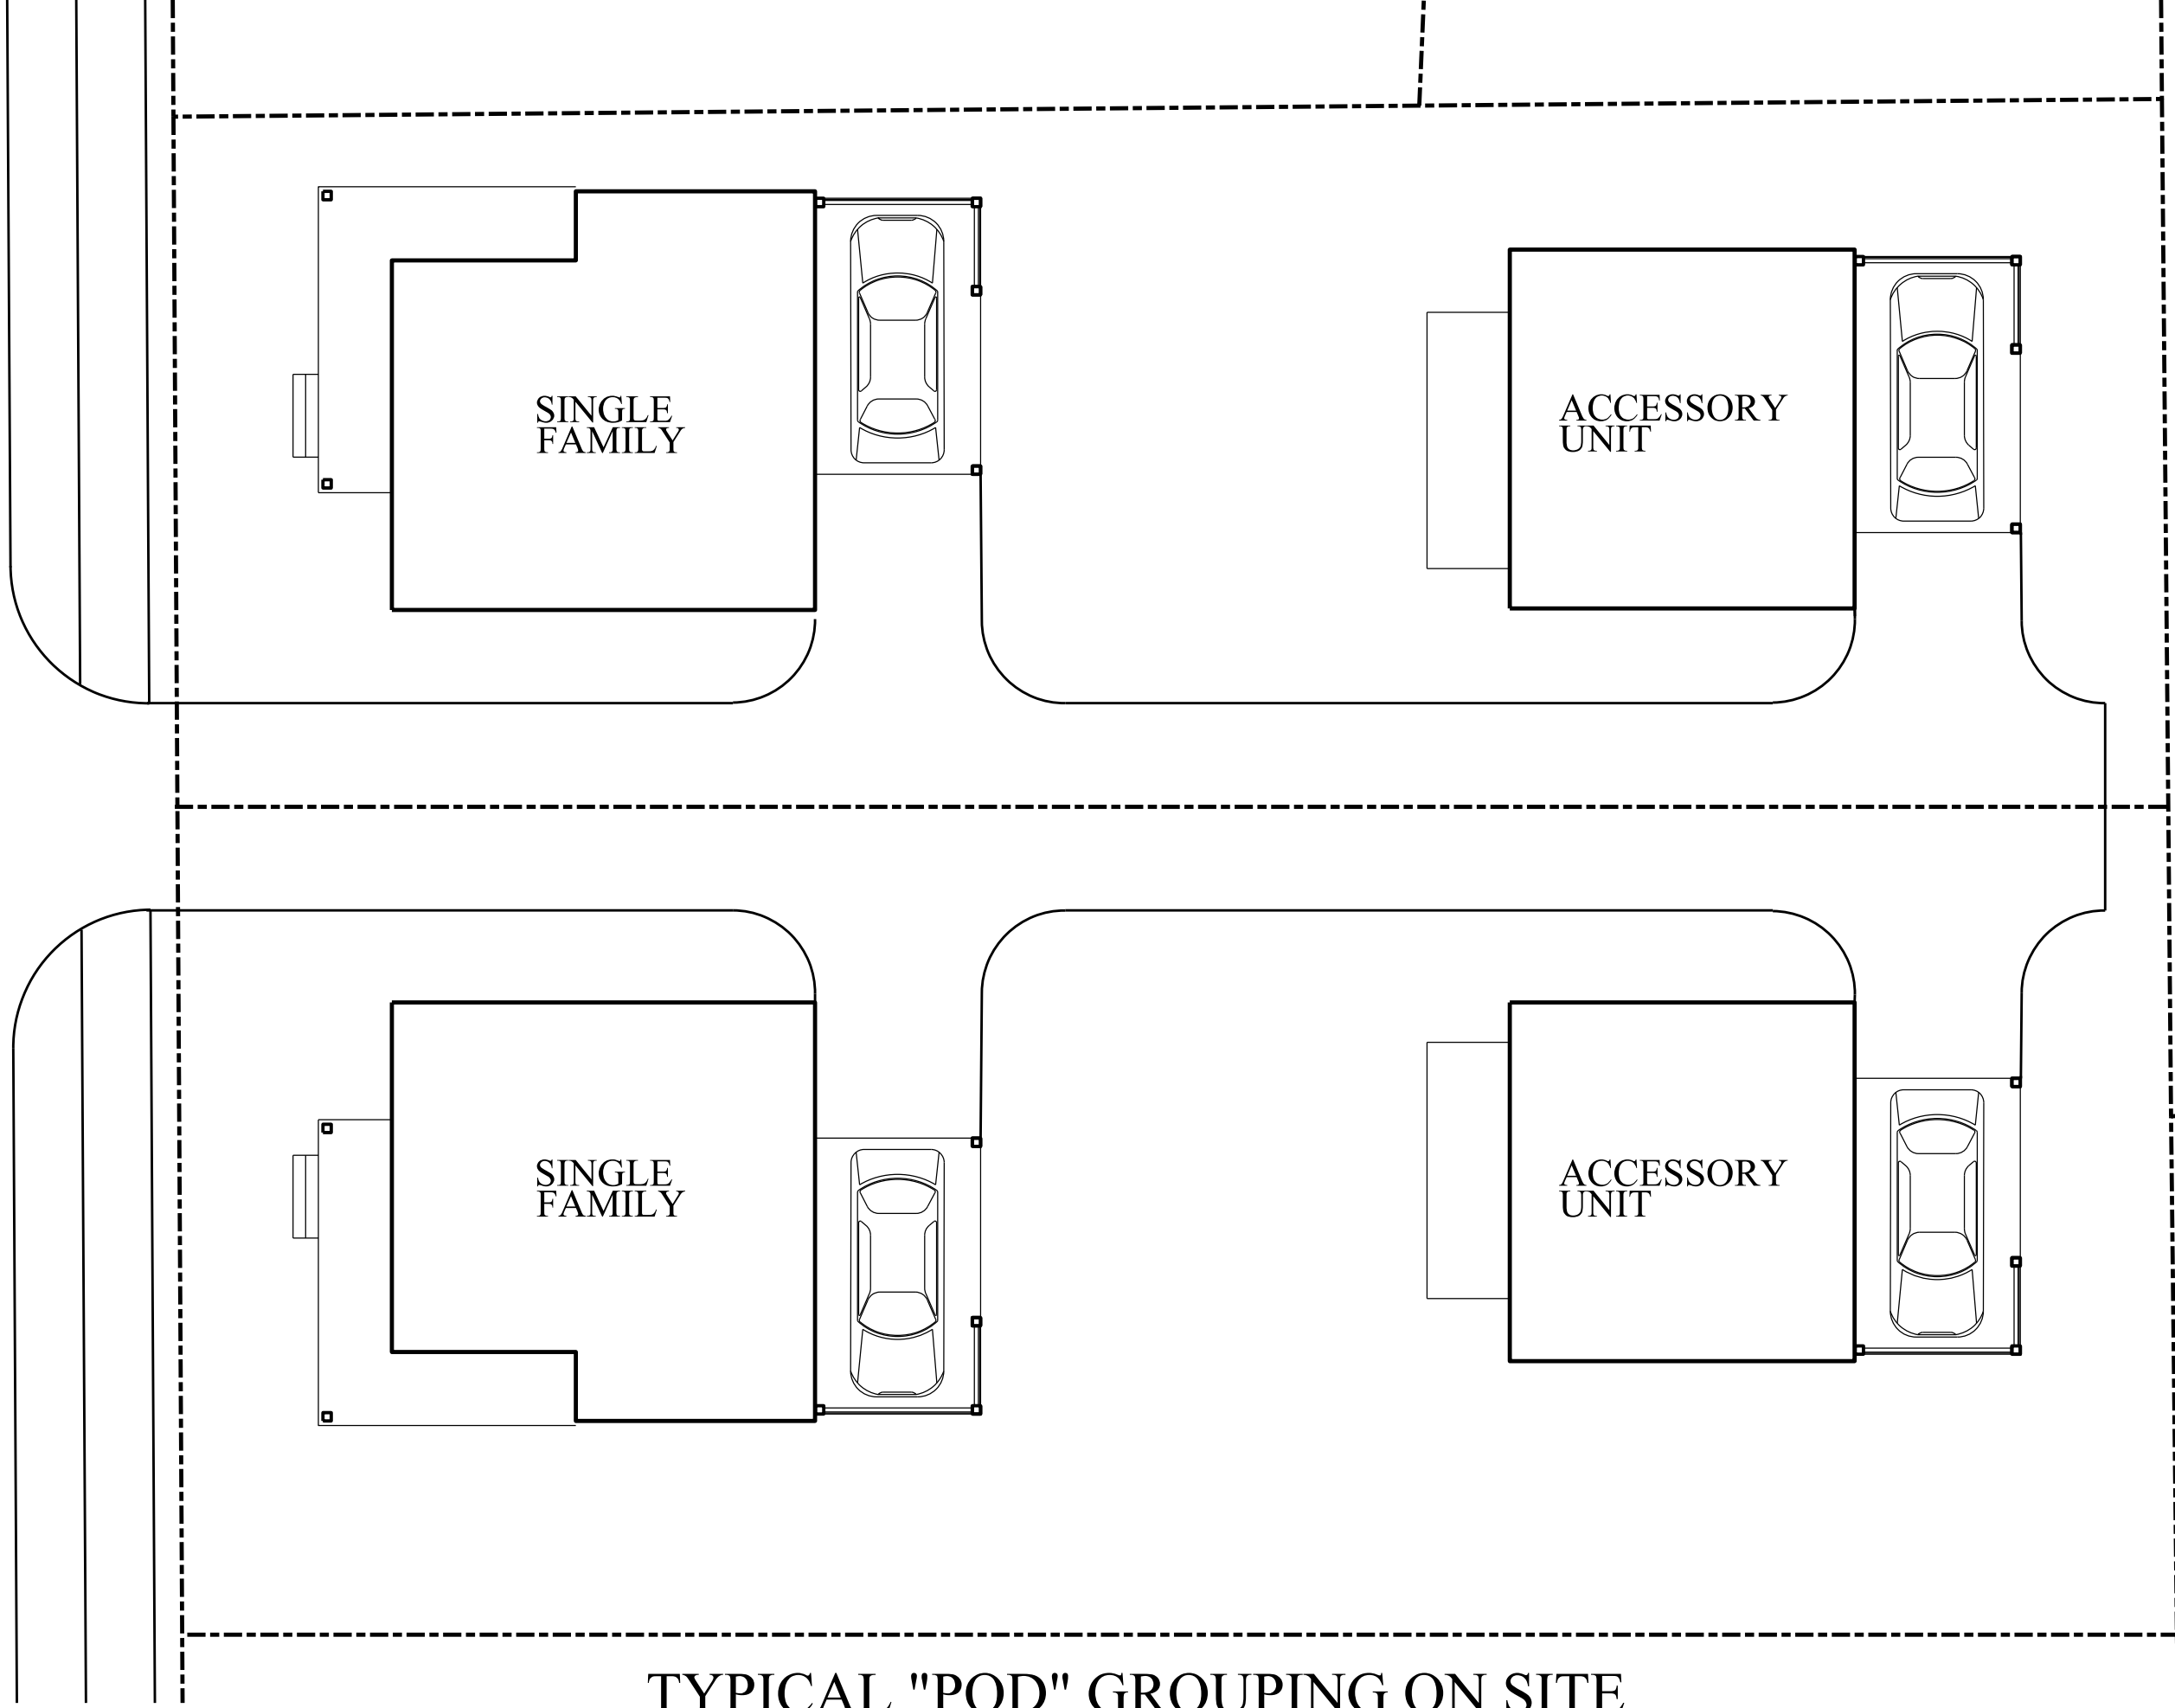 SINGLE
FAMILY
ACCESSORY
UNIT
SINGLE
FAMILY
ACCESSORY
UNIT
TYPICAL "POD" GROUPING ON SITE